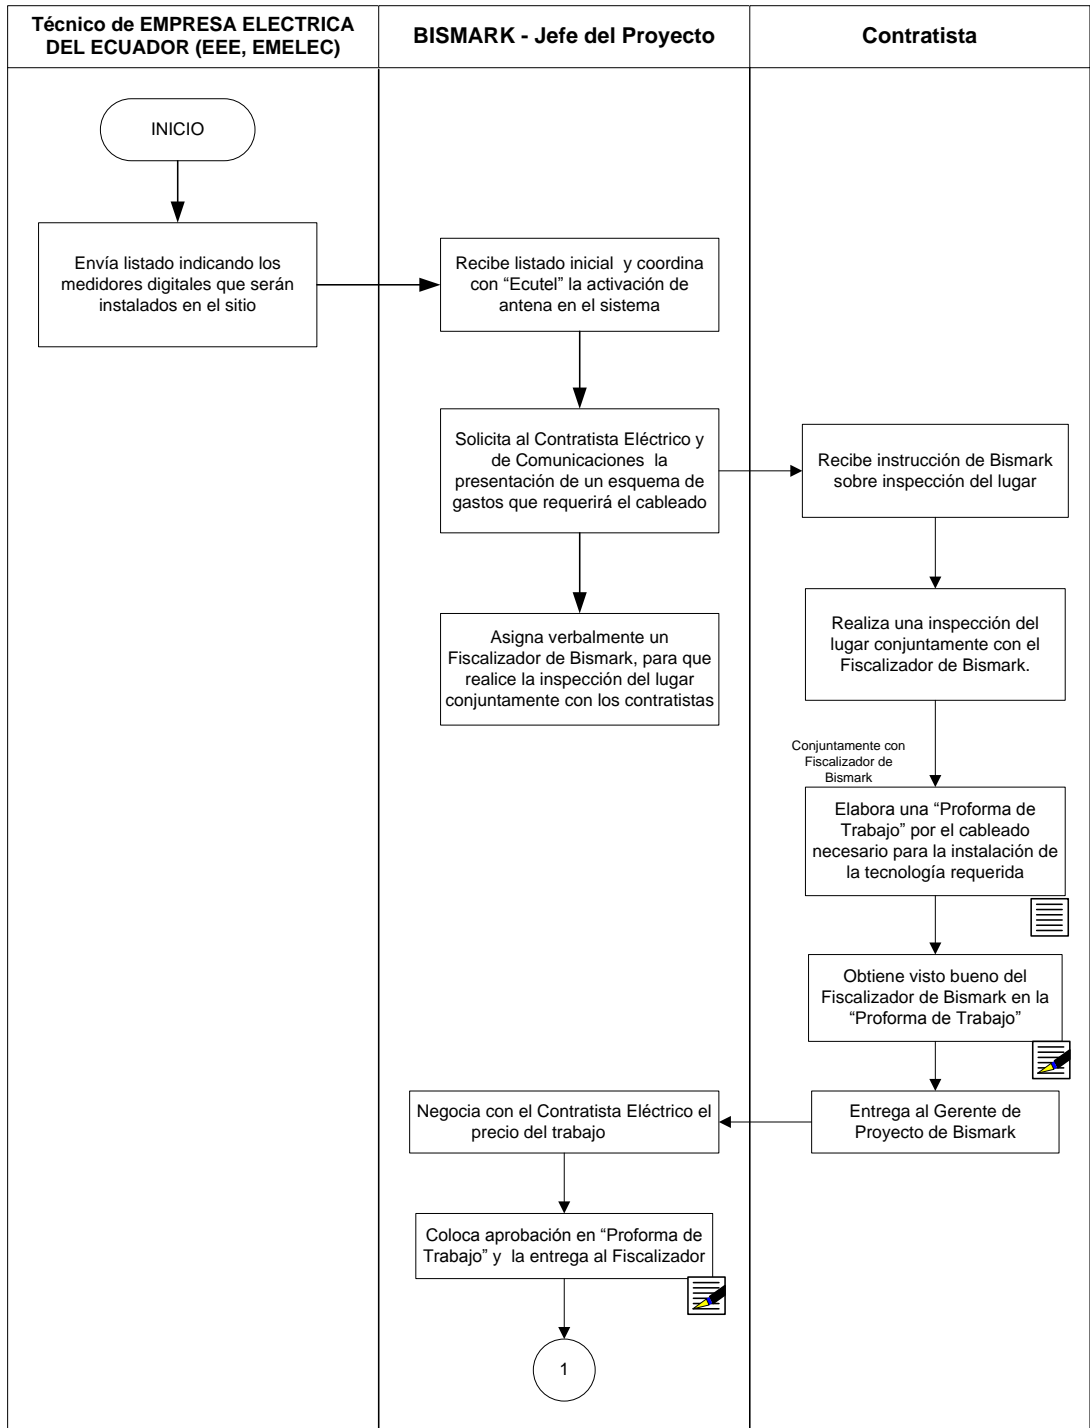 Técnico de EMPRESA ELECTRICA
DEL ECUADOR (EEE, EMELEC)
BISMARK - Jefe del Proyecto
Contratista
INICIO
Envía listado indicando los
medidores digitales que serán
instalados en el sitio
Recibe listado inicial y coordina
con “Ecutel” la activación de
antena en el sistema
Solicita al Contratista Eléctrico y
de Comunicaciones la
presentación de un esquema de
gastos que requerirá el cableado
Recibe instrucción de Bismark
sobre inspección del lugar
Asigna verbalmente un
Fiscalizador de Bismark, para que
realice la inspección del lugar
conjuntamente con los contratistas
Realiza una inspección del
lugar conjuntamente con el
Fiscalizador de Bismark.
Conjuntamente con
Fiscalizador de
Bismark
Elabora una “Proforma de
Trabajo” por el cableado
necesario para la instalación de
la tecnología requerida
Obtiene visto bueno del
Fiscalizador de Bismark en la
“Proforma de Trabajo”
Entrega al Gerente de
Proyecto de Bismark
Negocia con el Contratista Eléctrico el
precio del trabajo
Coloca aprobación en “Proforma de
Trabajo” y la entrega al Fiscalizador
1